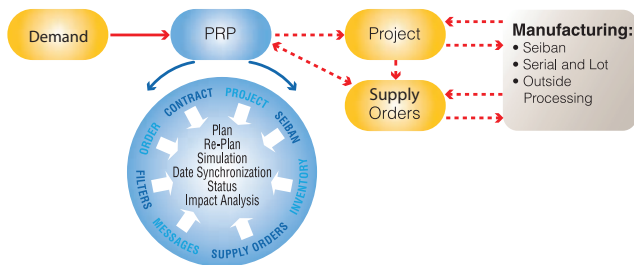 Demand
PRP
Project
Supply
Orders
Manufacturing:
• Seiban
• Serial and Lot
• Outside
Processing
CONTRACT
PROJECT
SEIBAN
INVENTORY
SUPPLY ORDERS
MESSAGES
FILTERS
ORDER
Plan
Re-Plan
Simulation
Date Synchronization
Status
Impact Analysis